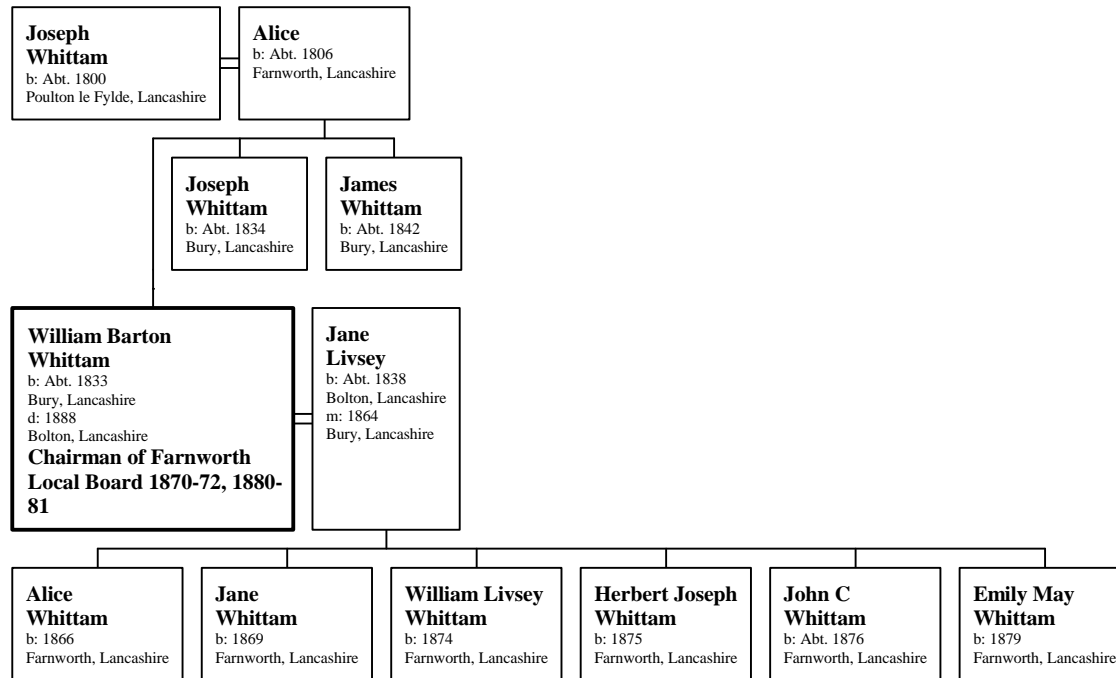 Joseph
Whittam
b: Abt. 1800
Poulton le Fylde, Lancashire
Alice
b: Abt. 1806
Farnworth, Lancashire
Joseph
Whittam
b: Abt. 1834
Bury, Lancashire
James
Whittam
b: Abt. 1842
Bury, Lancashire
William Barton
Whittam
b: Abt. 1833
Bury, Lancashire
d: 1888
Bolton, Lancashire
Chairman of Farnworth
Local Board 1870-72, 1880-
81
Jane
Livsey
b: Abt. 1838
Bolton, Lancashire
m: 1864
Bury, Lancashire
Alice
Whittam
b: 1866
Farnworth, Lancashire
Jane
Whittam
b: 1869
Farnworth, Lancashire
William Livsey
Whittam
b: 1874
Farnworth, Lancashire
Herbert Joseph
Whittam
b: 1875
Farnworth, Lancashire
John C
Whittam
b: Abt. 1876
Farnworth, Lancashire
Emily May
Whittam
b: 1879
Farnworth, Lancashire